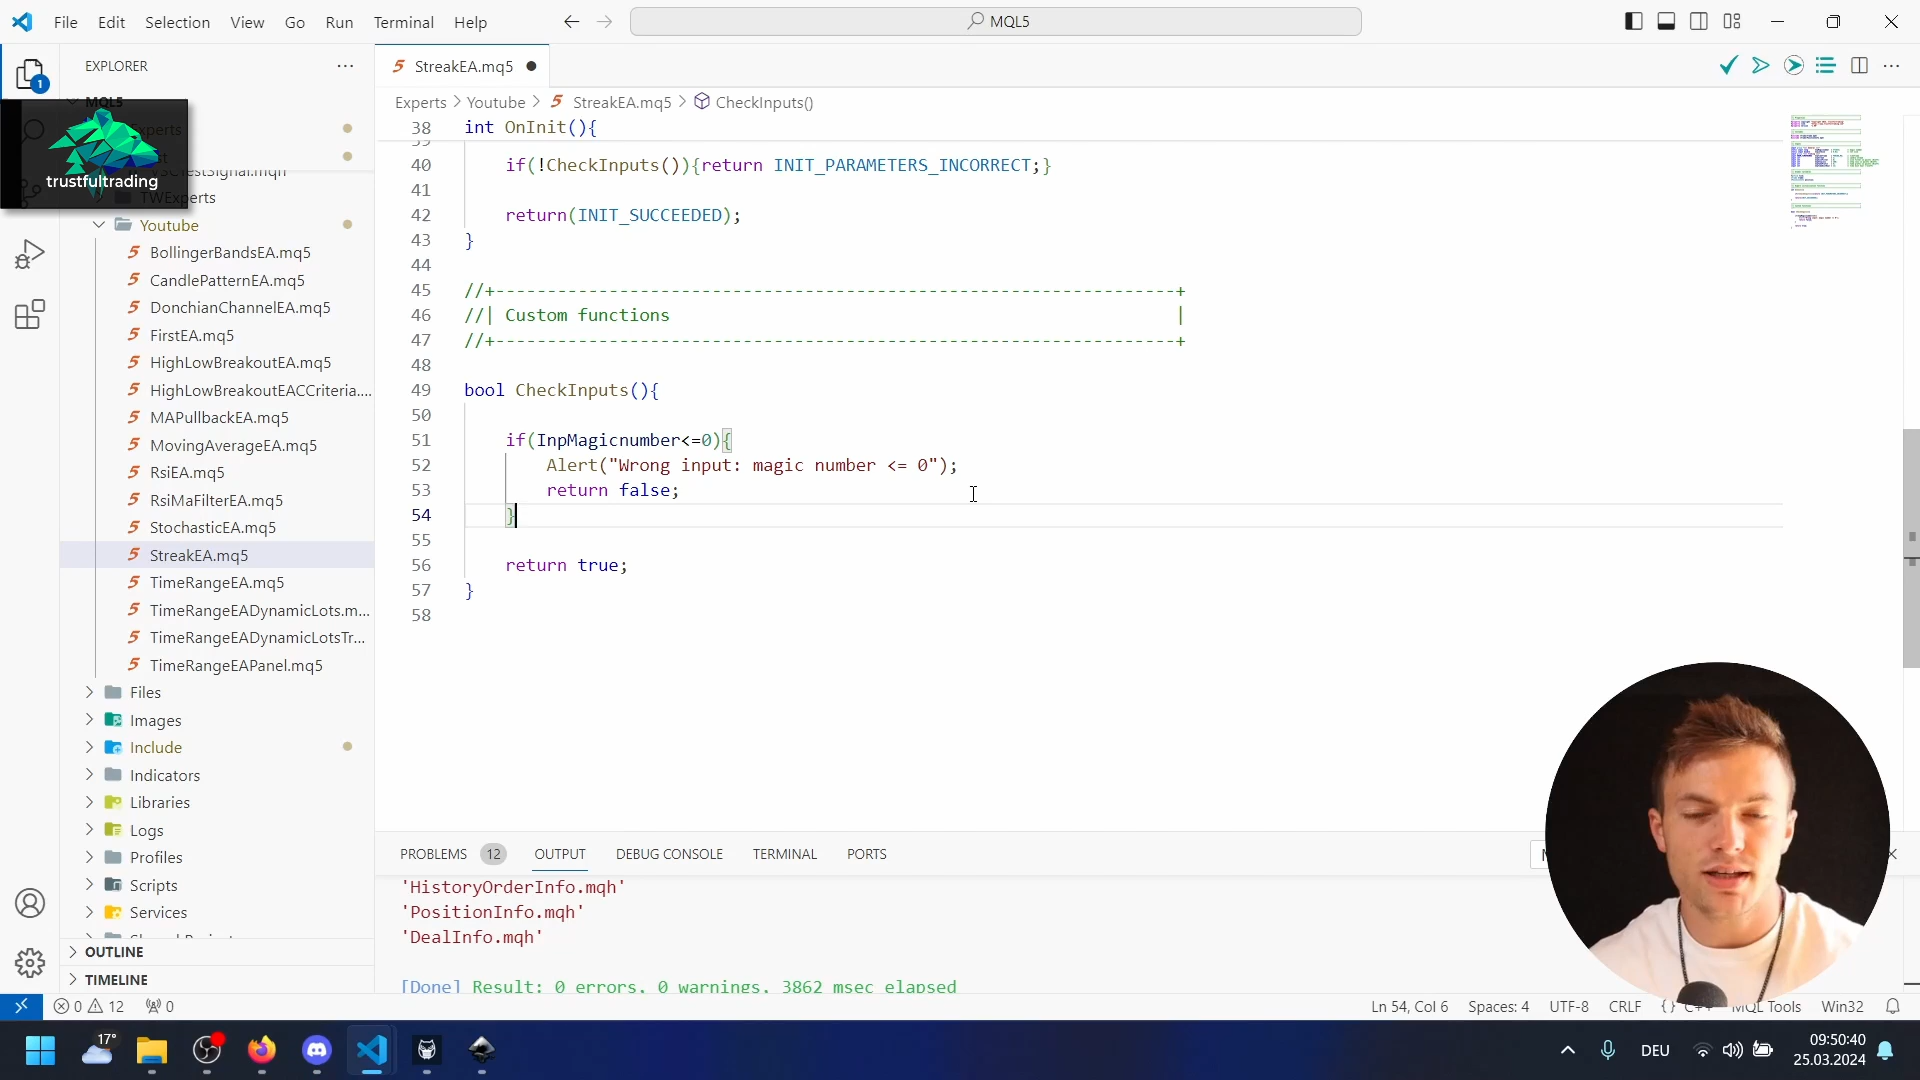 File Edit Selection View Go Run Terminal Help
MQL5
EXPLORER
StreakEA.mq5
Experts > Youtube > StreakEA.mq5 > CheckInputs()
MQL5
Experts
trustfultrading
TWExperts
Youtube
BollingerBandsEA.mq5
CandlePatternEA.mq5
DonchianChannelEA.mq5
FirstEA.mq5
HighLowBreakoutEA.mq5
HighLowBreakoutEACCriteria....
MAPullbackEA.mq5
MovingAverageEA.mq5
RsiEA.mq5
RsiMaFilterEA.mq5
StochasticEA.mq5
StreakEA.mq5
TimeRangeEA.mq5
TimeRangeEADynamicLots.m...
TimeRangeEADynamicLotsTr...
TimeRangeEAPanel.mq5
Files
Images
Include
Indicators
Libraries
Logs
Profiles
Scripts
Services
OUTLINE
TIMELINE
38 int OnInit(){
40 if(!CheckInputs()){return INIT_PARAMETERS_INCORRECT;}
41
42 return(INIT_SUCCEEDED);
43 }
44
45 //+------------------------------------------------------------------+
46 //| Custom functions |
47 //+------------------------------------------------------------------+
48
49 bool CheckInputs(){
50
51 if(InpMagicnumber<=0){
52 Alert("Wrong input: magic number <= 0");
53 return false;
54 }
55
56 return true;
57 }
58
PROBLEMS 12 OUTPUT DEBUG CONSOLE TERMINAL PORTS
'HistoryOrderInfo.mqh'
'PositionInfo.mqh'
'DealInfo.mqh'
[Done] Result: 0 errors, 0 warnings, 3862 msec elapsed
0 12 0
Ln 54, Col 6 Spaces: 4 UTF-8 CRLF {} C++ MQL Tools Win32
17°
DEU
09:50:40
25.03.2024